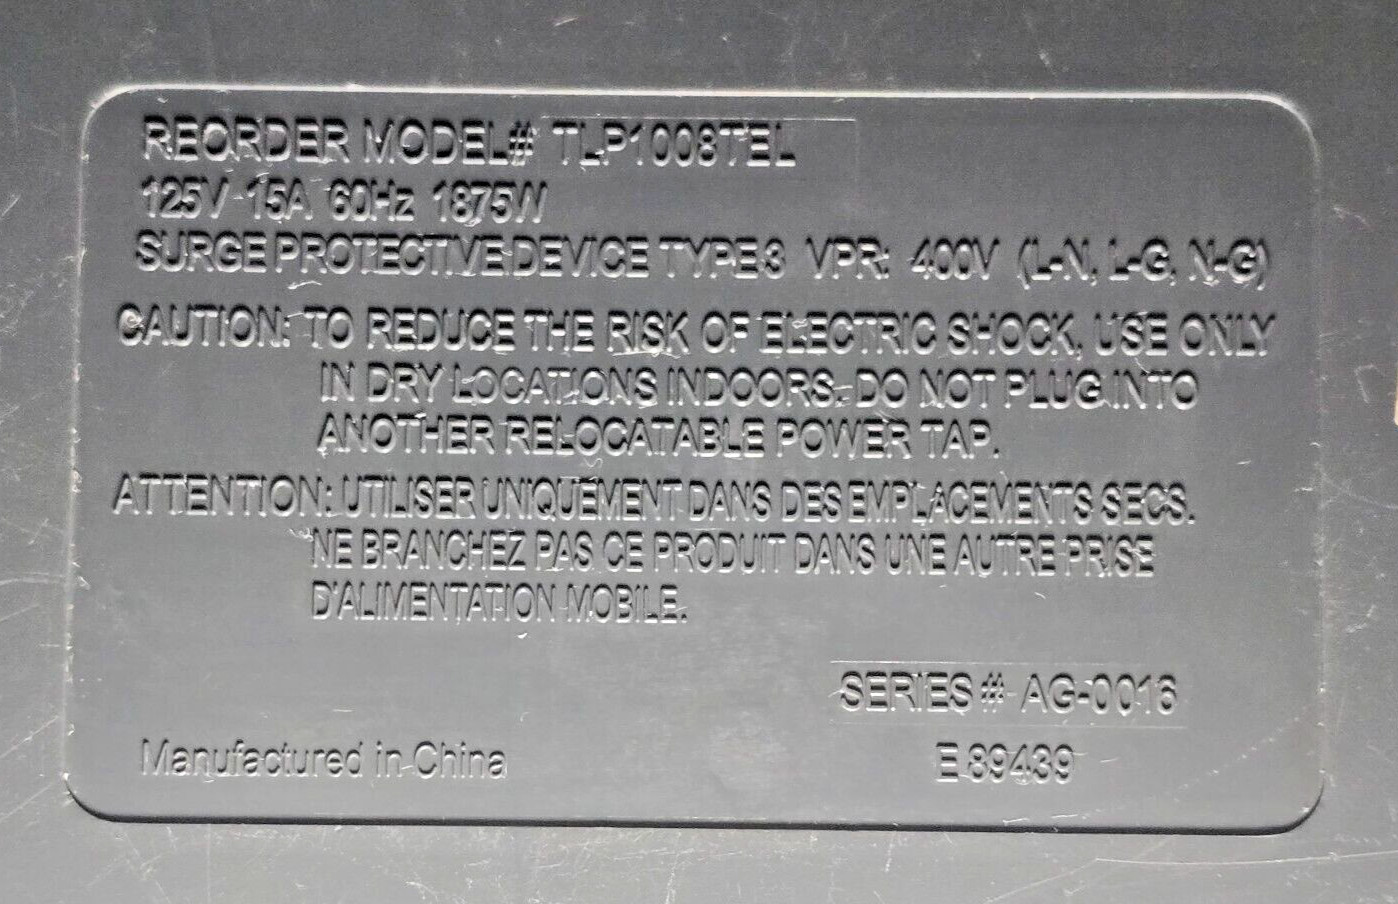 REORDER MODEL# TLP1008TEL
125V 15A 60Hz 1875W
SURGE PROTECTIVE DEVICE TYPE 3 VPR: 400V (L-N, L-G, N-G)
CAUTION: TO REDUCE THE RISK OF ELECTRIC SHOCK, USE ONLY
IN DRY LOCATIONS INDOORS. DO NOT PLUG INTO
ANOTHER RELOCATABLE POWER TAP.
ATTENTION: UTILISER UNIQUEMENT DANS DES EMPLACEMENTS SECS.
NE BRANCHEZ PAS CE PRODUIT DANS UNE AUTRE PRISE
D'ALIMENTATION MOBILE.
SERIES # AG-0016
Manufactured in China
E 89439